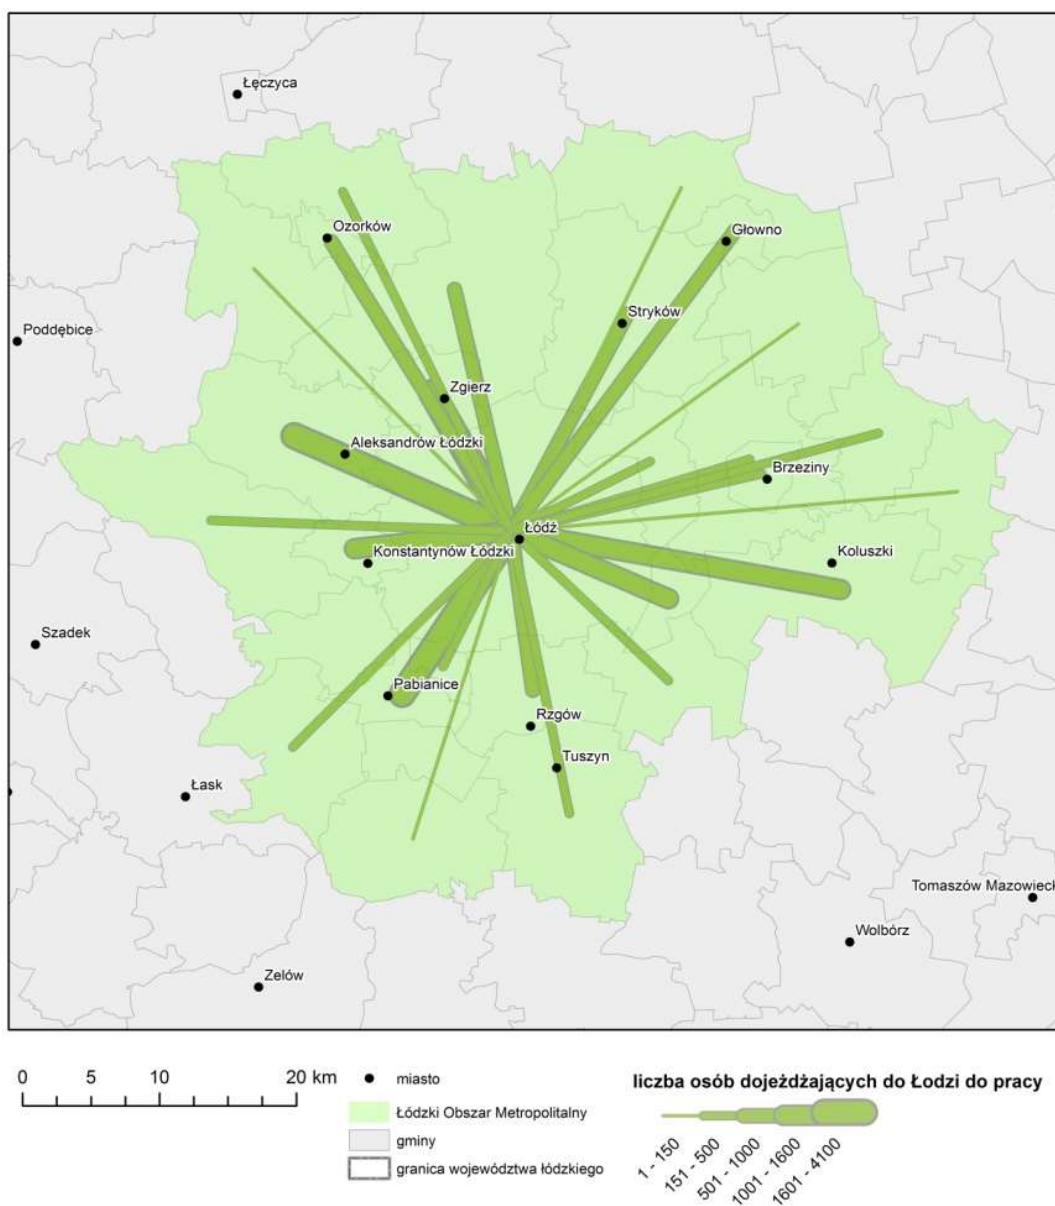 Łęczyca
Ozorków
Głowno
Stryków
Poddębice
Zgierz
Aleksandrów Łódzki
Brzeziny
Łódź
Konstantynów Łódzki
Koluszki
Szadek
Pabianice
Rzgów
Tuszyn
Łask
Tomaszów Mazowieck
Wolbórz
Zelów
0 5 10 20 km
miasto
Łódzki Obszar Metropolitalny
gminy
granica województwa łódzkiego
liczba osób dojeżdżających do Łodzi do pracy
1 - 150
151 - 500
501 - 1000
1001 - 1600
1601 - 4100